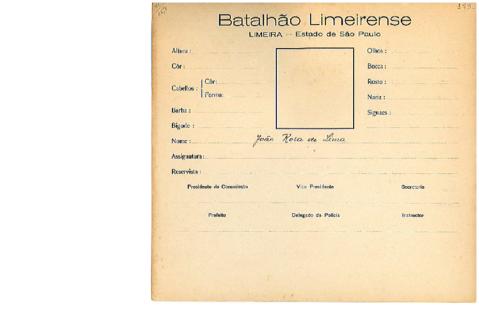 Batalhão Limeirense
LIMEIRA — Estado de São Paulo
Altura :
Olhos :
Côr :
Bocca :
Cabellos : { Côr :
Forma :
Rosto :
Nariz :
Barba :
Signaes :
Bigode :
Nome : João Rosa de Lima
Assignatura :
Reservista :
Presidente da Commissão Vice Presidente Secretario
Prefeito Delegado de Policia Instructor